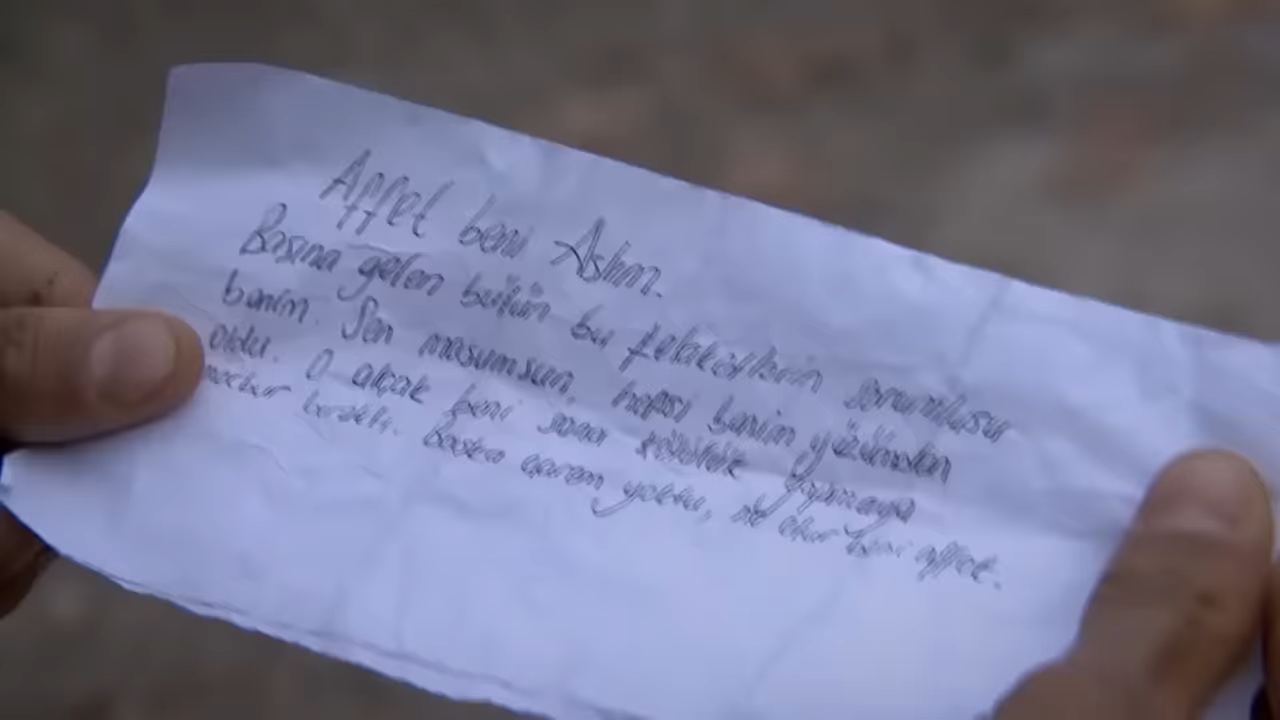 Affet beni Aslım.
Başına gelen bütün bu felaketlerin sorumlusu
benim. Sen masumsun, hepsi benim yüzümden
oldu. O alçak beni sana kötülük yapmaya
mecbur bıraktı. Başka çarem yoktu, ne olur beni affet.